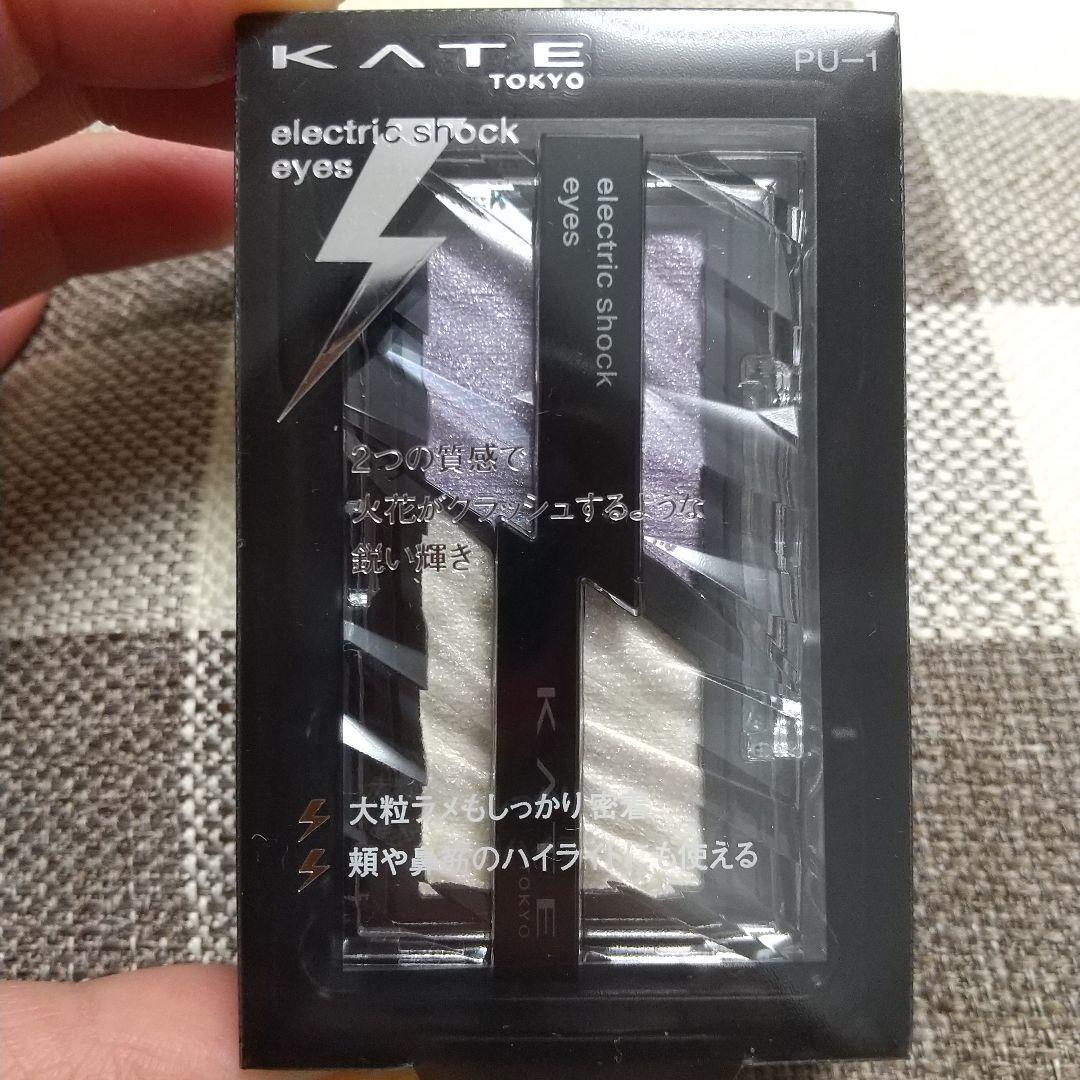 KATE
TOKYO
PU-1
electric shock
eyes
electric shock
eyes
2つの質感で
火花がクラッシュするような
鋭い輝き
KATE
TOKYO
大粒ラメもしっかり密着
頬や鼻筋のハイライトにも使える